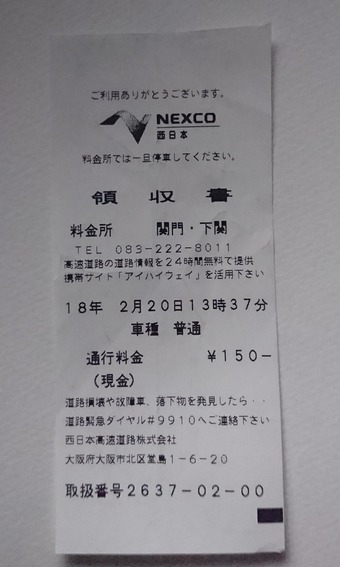 ご利用ありがとうございます。
NEXCO
西日本
料金所では一旦停車してください。
領収書
料金所 関門・下関
TEL 083-222-8011
高速道路の道路情報を24時間無料で提供
携帯サイト「アイハイウェイ」を活用下さい
18年 2月20日13時37分
車種 普通
通行料金 ￥150-
(現金)
道路損壊や故障車、落下物を発見したら・・
道路緊急ダイヤル#9910へご連絡下さい
西日本高速道路株式会社
大阪府大阪市北区堂島1-6-20
取扱番号2637-02-00